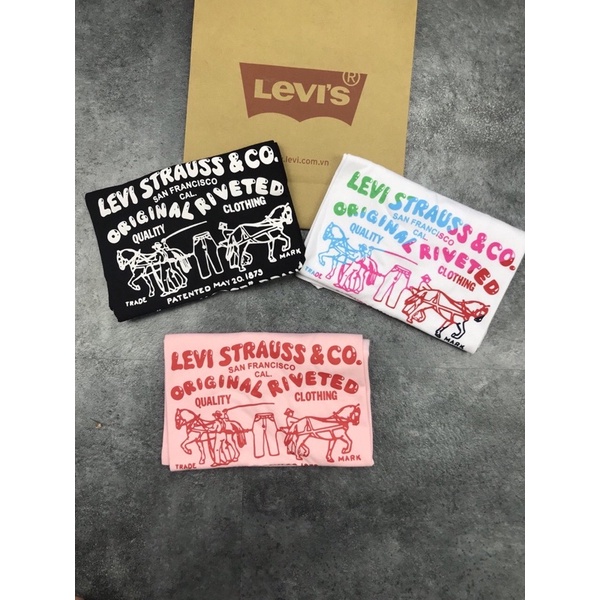 LEVI'S®
levi.com.vn
LEVI STRAUSS & CO.
SAN FRANCISCO
CAL.
ORIGINAL RIVETED
QUALITY CLOTHING
TRADE MARK
PATENTED MAY 20.1873
LEVI STRAUSS & CO.
SAN FRANCISCO
CAL.
ORIGINAL RIVETED
QUALITY CLOTHING
MARK
LEVI STRAUSS & CO.
SAN FRANCISCO
CAL.
ORIGINAL RIVETED
QUALITY CLOTHING
TRADE MARK